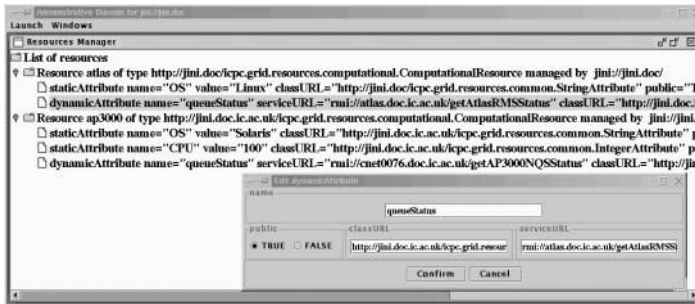 Administrative Console for jini://jini.doc
Launch Windows
Resources Manager
List of resources
Resource atlas of type http://jini.doc/icpc.grid.resources.computational.ComputationalResource managed by jini://jini.doc/
staticAttribute name="OS" value="Linux" classURL="http://jini.doc.ic.ac.uk/icpc.grid.resources.common.StringAttribute" public="T
dynamicAttribute name="queueStatus" serviceURL="rmi://atlas.doc.ic.ac.uk/getAtlasRMSStatus" classURL="http://jini.doc.ic
Resource ap3000 of type http://jini.doc.ic.ac.uk/icpc.grid.resources.computational.ComputationalResource managed by jini://jini
staticAttribute name="OS" value="Solaris" classURL="http://jini.doc.ic.ac.uk/icpc.grid.resources.common.StringAttribute" p
staticAttribute name="CPU" value="100" classURL="http://jini.doc.ic.ac.uk/icpc.grid.resources.common.IntegerAttribute" p
dynamicAttribute name="queueStatus" serviceURL="rmi://cnet0076.doc.ic.ac.uk/getAP3000NQSStatus" classURL="http://ji
Edit dynamicAttribute
name
queueStatus
public classURL serviceURL
TRUE FALSE http://jini.doc.ic.ac.uk/icpc.grid.resour rmi://atlas.doc.ic.ac.uk/getAtlasRMSS
Confirm Cancel